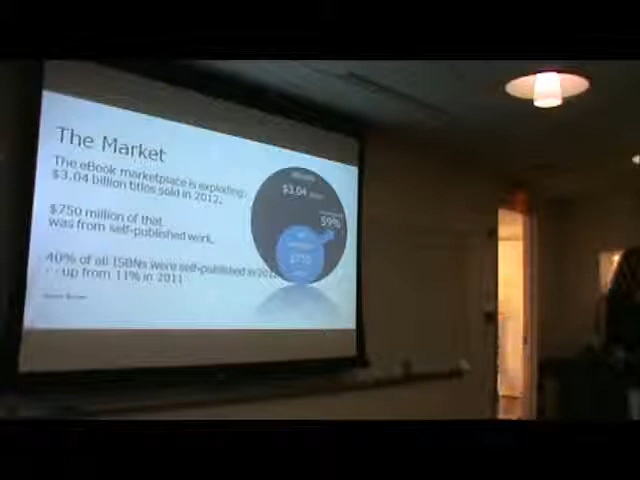 The Market
The eBook marketplace is exploding:
$3.04 billion titles sold in 2012.
$750 million of that
was from self-published work.
40% of all ISBNs were self-published in 2012
- up from 11% in 2011
$3.04
59%
$750